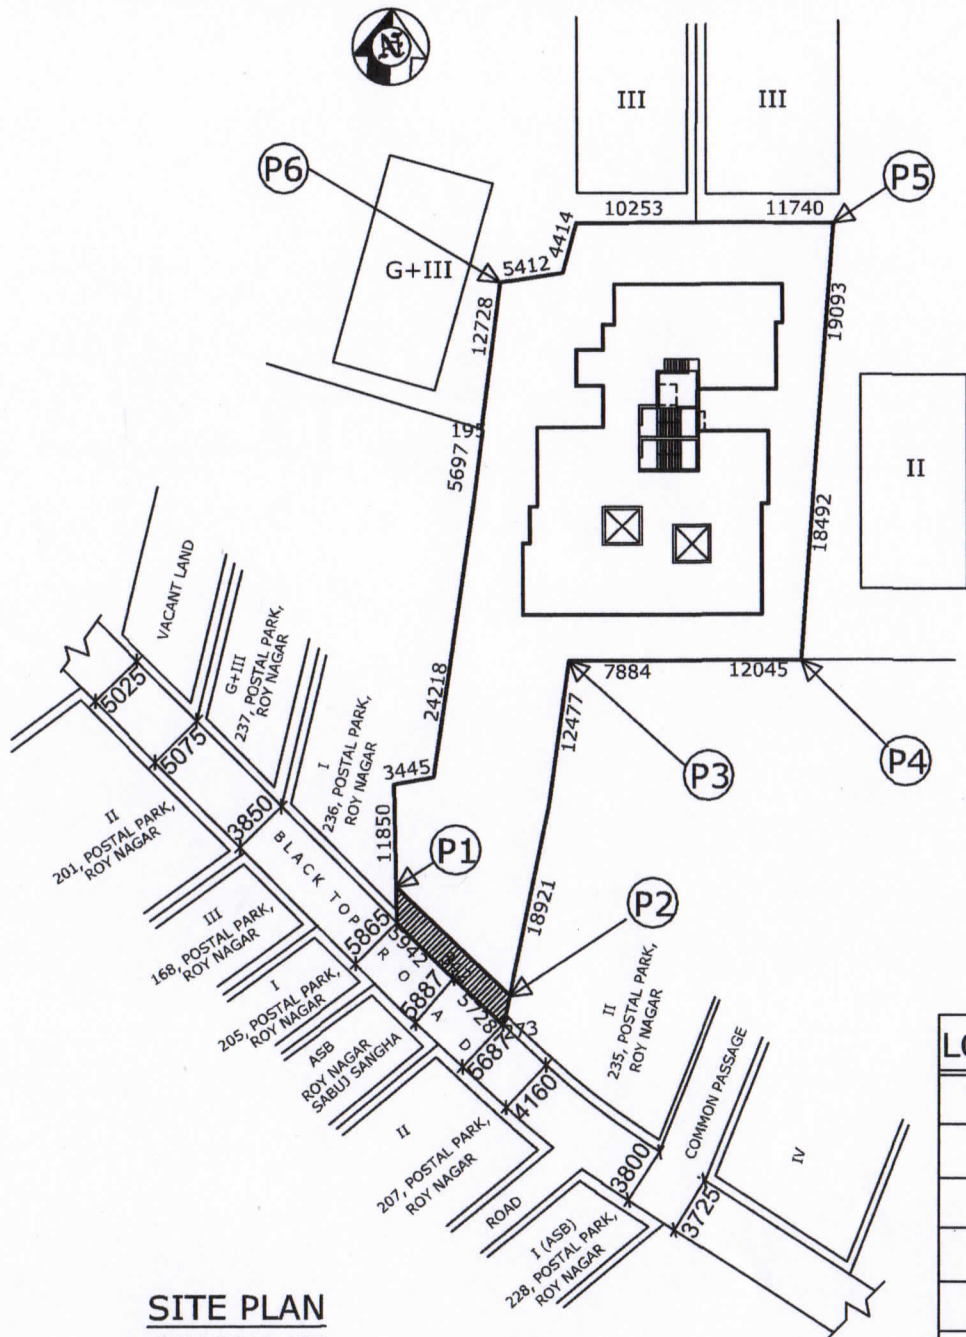 N
III
III
P6
P5
10253
11740
4414
5412
G+III
12728
19093
195
5697
II
18492
VACANT LAND
5025
G+III
237, POSTAL PARK,
ROY NAGAR
5075
24218
7884
12045
12477
I
236, POSTAL PARK,
ROY NAGAR
3445
P3
P4
II
201, POSTAL PARK,
ROY NAGAR
3850
11850
P1
BLACK TOP ROAD
III
168, POSTAL PARK,
ROY NAGAR
5865
5942
18921
P2
I
205, POSTAL PARK,
ROY NAGAR
5887
5728
273
II
235, POSTAL PARK,
ROY NAGAR
ASB
ROY NAGAR
SABUJ SANGHA
5687
4160
COMMON PASSAGE
LO
II
207, POSTAL PARK,
ROY NAGAR
3800
IV
ROAD
3725
I (ASB)
228, POSTAL PARK,
ROY NAGAR
SITE PLAN